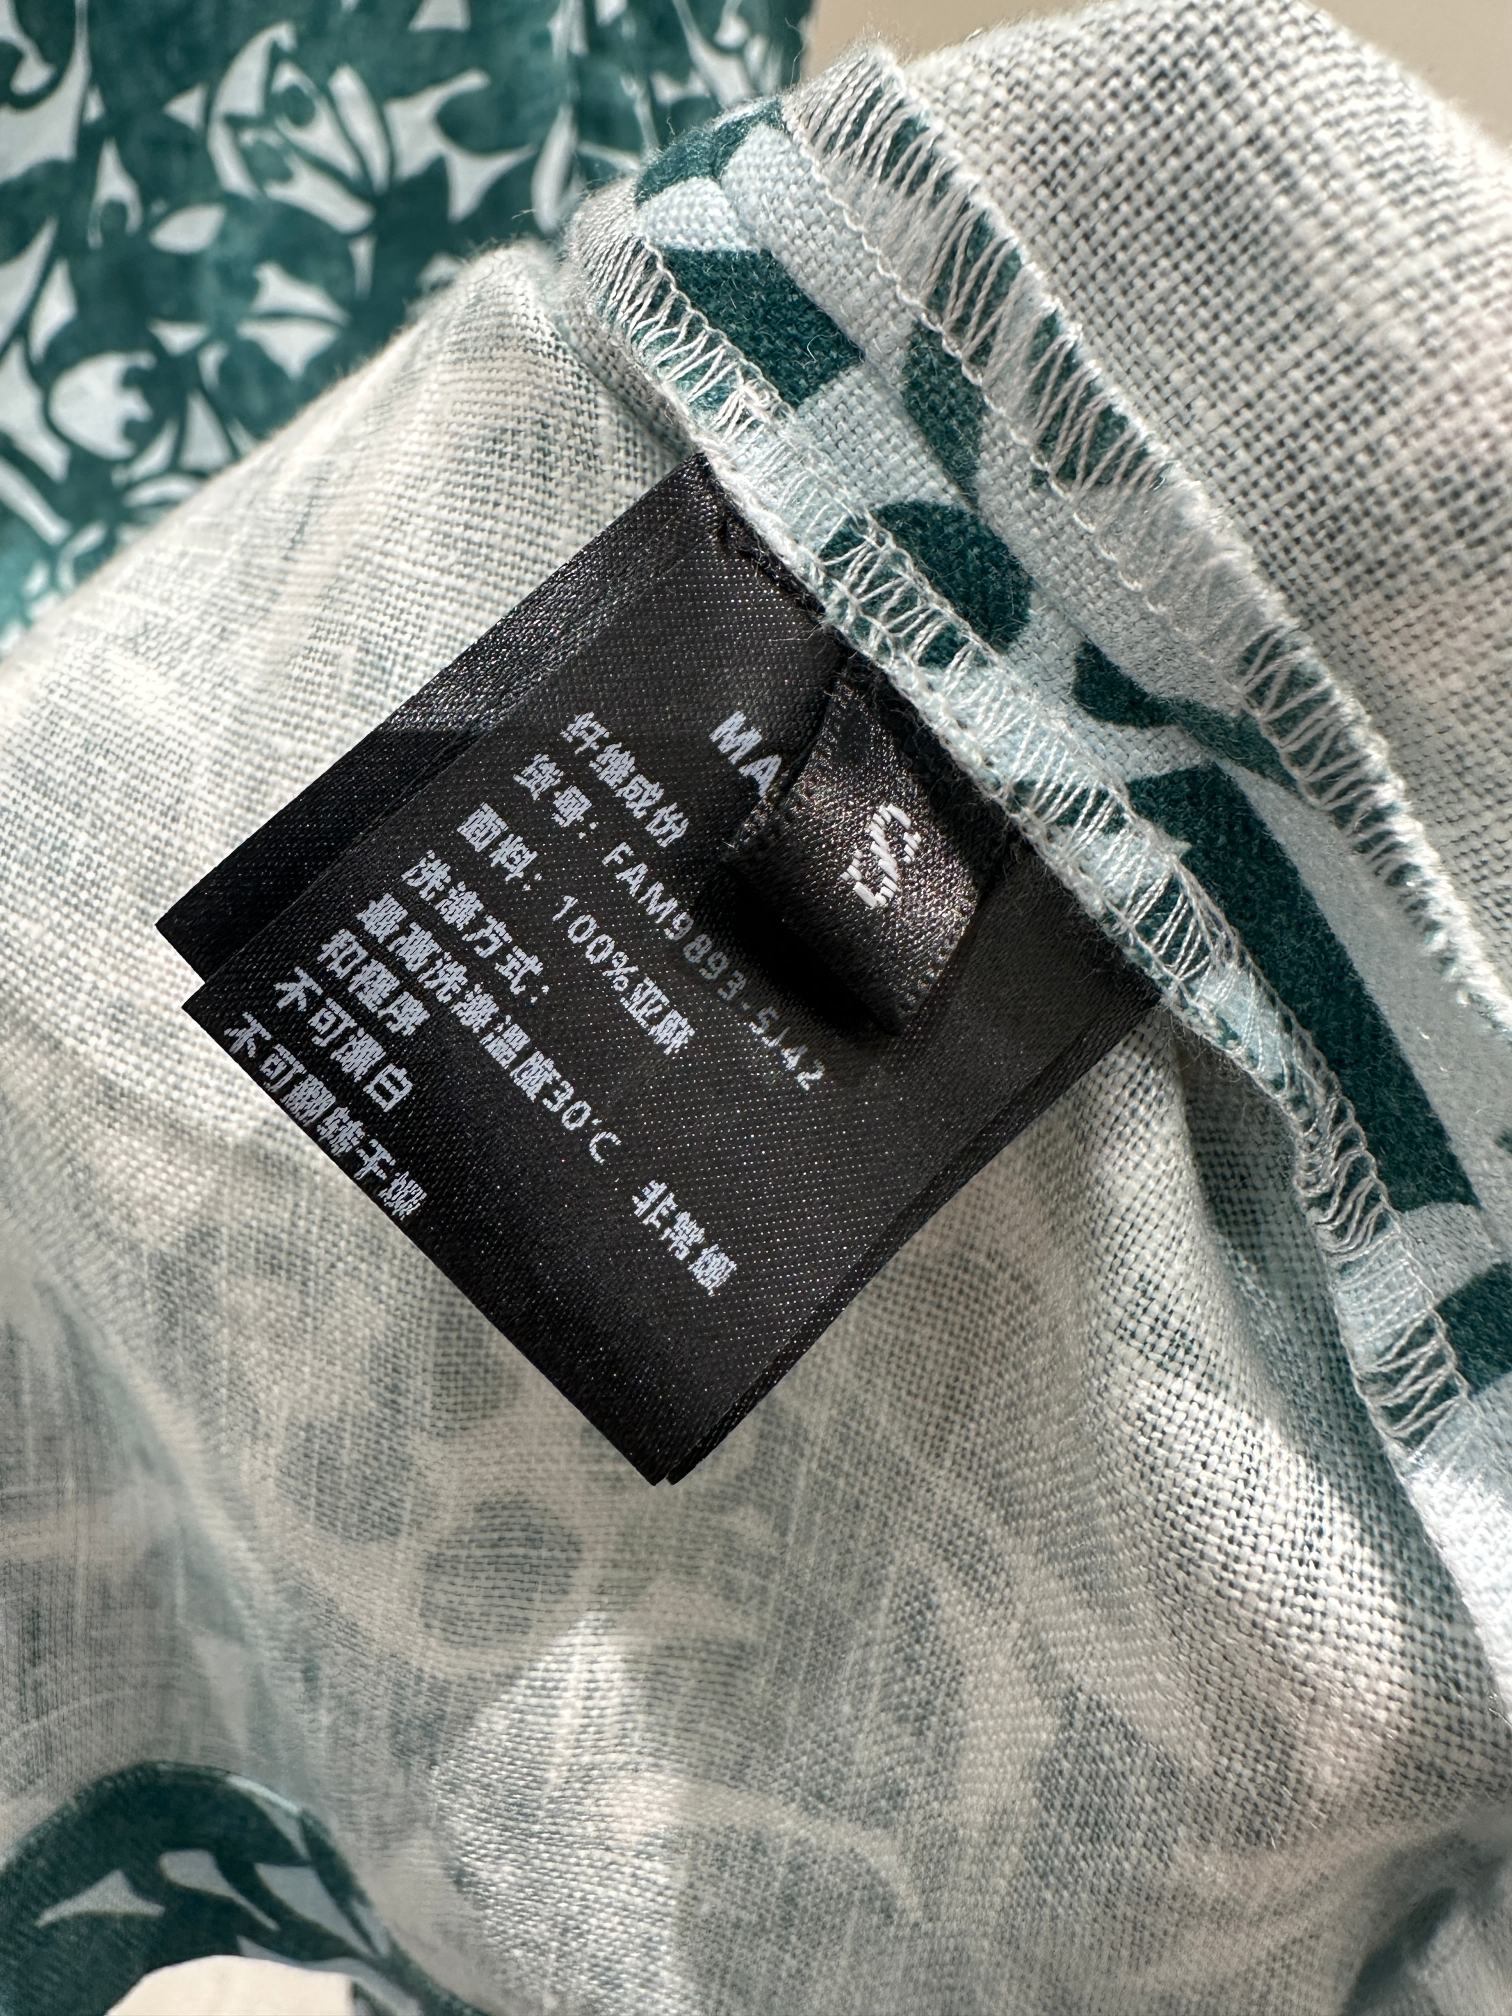 MA
S
纤维成份
货号：FAM9893-5J42
面料：100%亚麻
洗涤方式：
最高洗涤温度30℃ 非常缓
和程序
不可漂白
不可翻转干燥